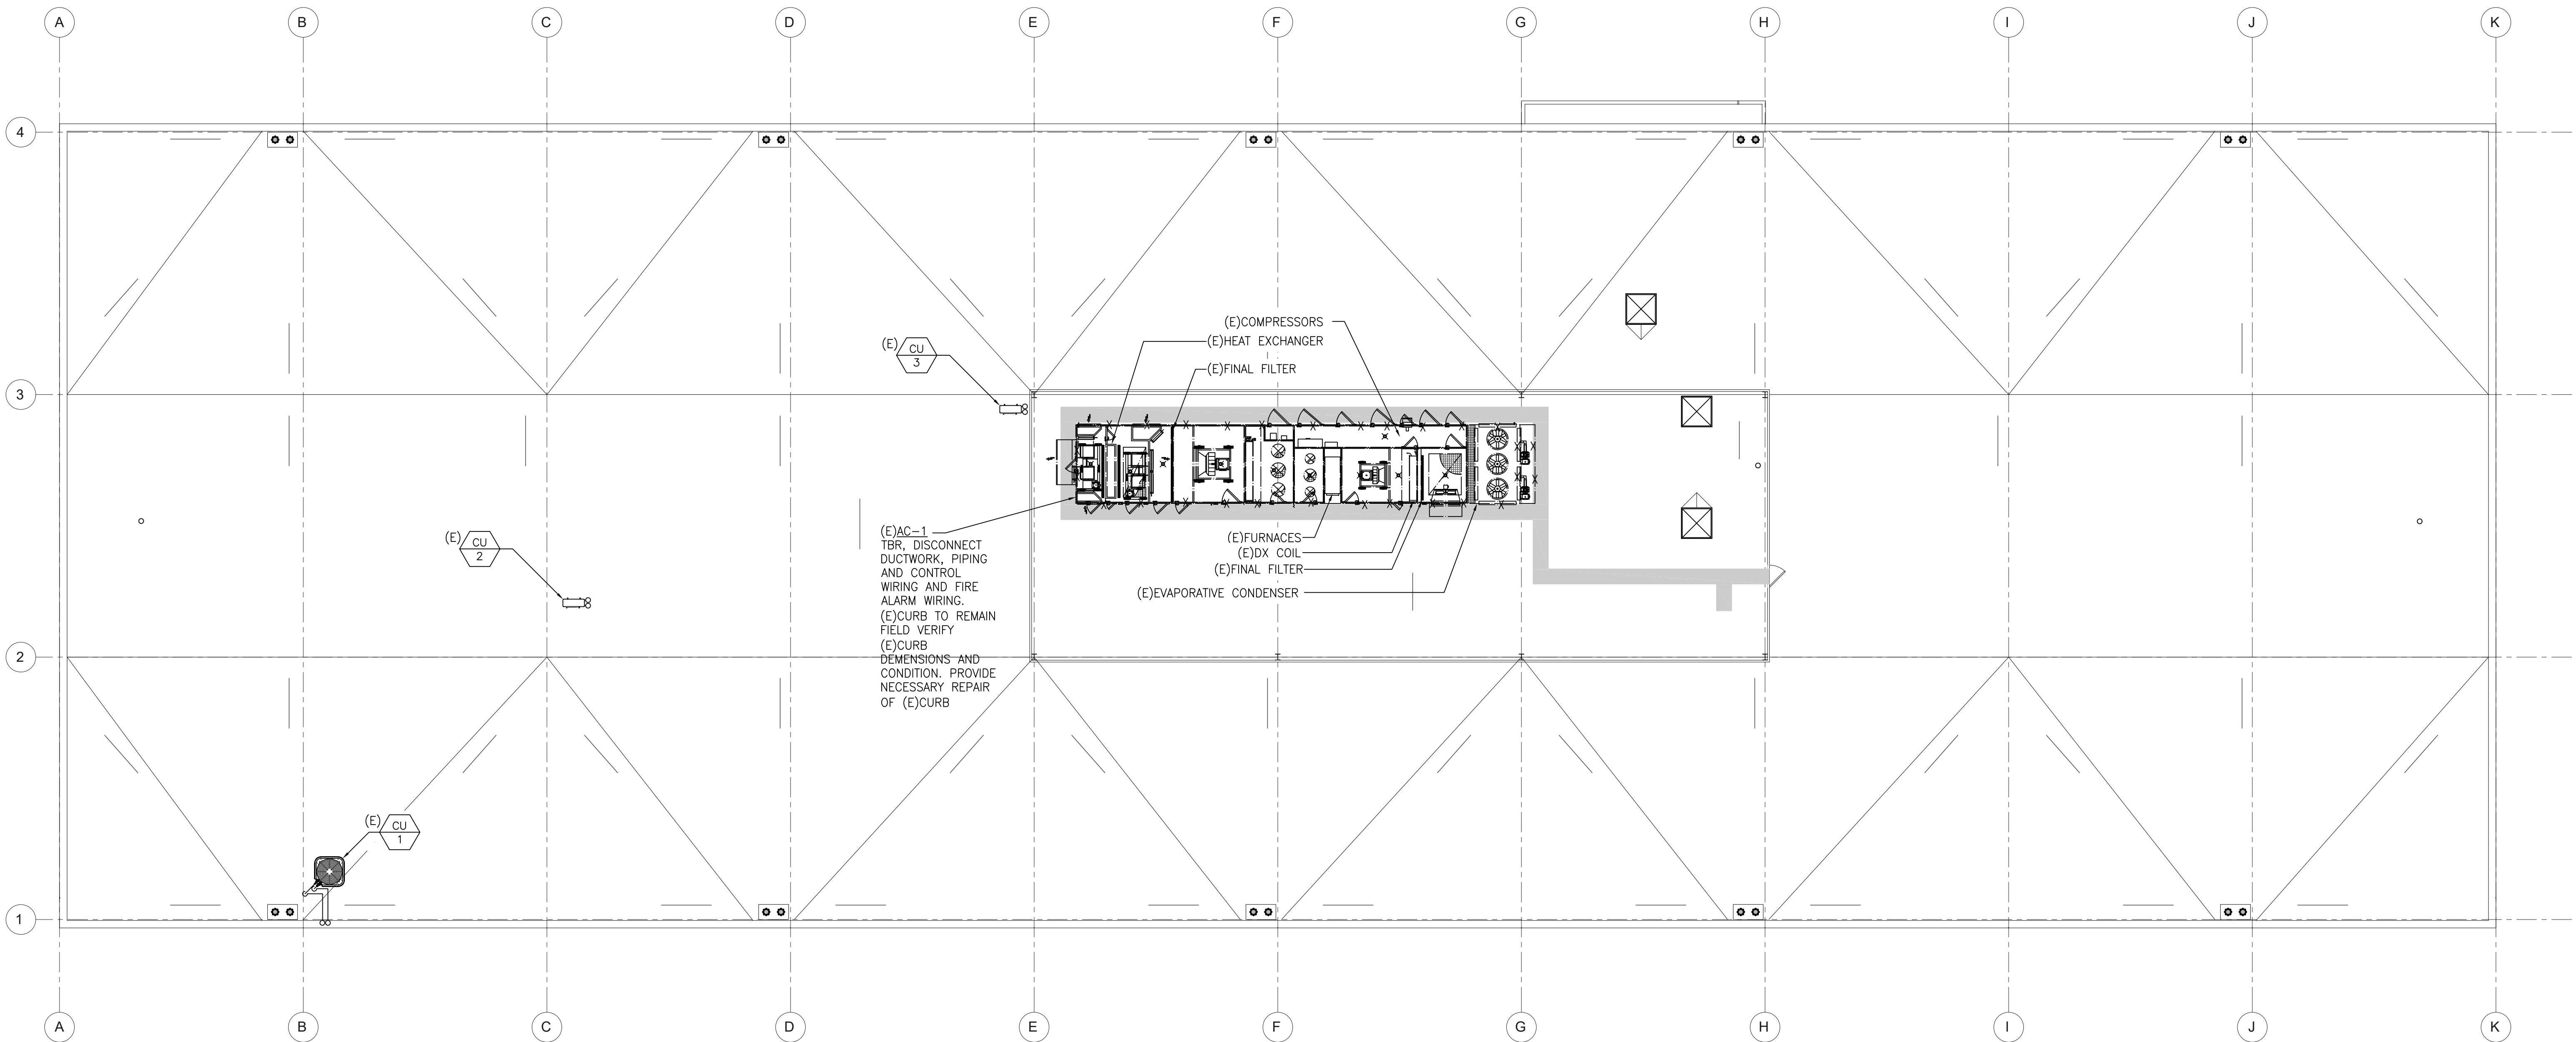 A
B
C
D
E
F
G
H
I
J
K
4
3
2
1
(E)COMPRESSORS
(E)HEAT EXCHANGER
(E)FINAL FILTER
(E)
CU
3
(E)
CU
2
(E)
CU
1
(E)AC-1
TBR, DISCONNECT
DUCTWORK, PIPING
AND CONTROL
WIRING AND FIRE
ALARM WIRING.
(E)CURB TO REMAIN
FIELD VERIFY
(E)CURB
DEMENSIONS AND
CONDITION. PROVIDE
NECESSARY REPAIR
OF (E)CURB
(E)FURNACES
(E)DX COIL
(E)FINAL FILTER
(E)EVAPORATIVE CONDENSER
A
B
C
D
E
F
G
H
I
J
K